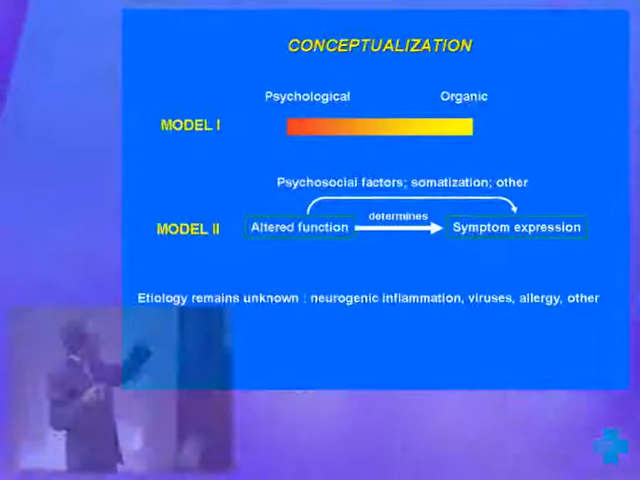 CONCEPTUALIZATION
Psychological Organic
MODEL I
Psychosocial factors; somatization; other
determines
MODEL II Altered function Symptom expression
Etiology remains unknown : neurogenic inflammation, viruses, allergy, other